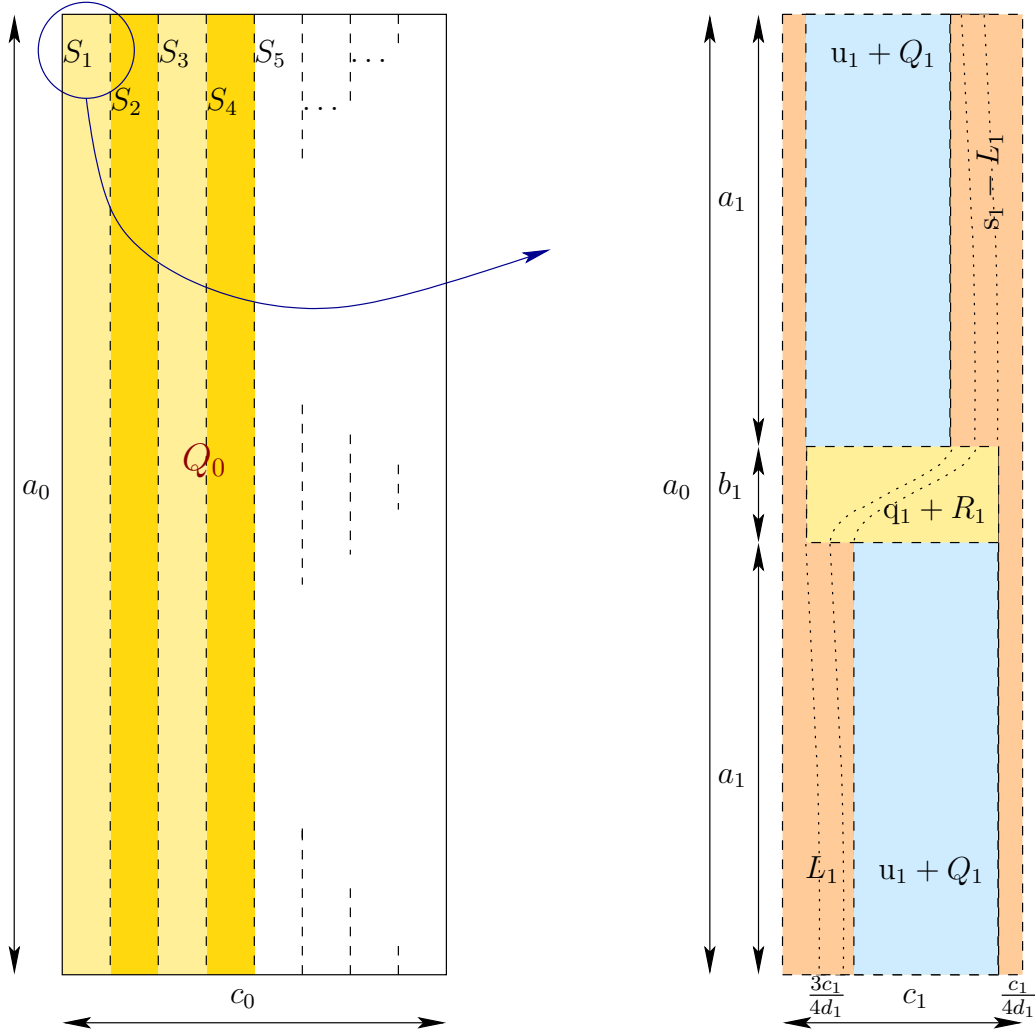 S₁ S₃ S₅ ...
S₂ S₄ ...
Q₀
a₀
c₀
u₁ + Q₁
s₁ − L₁
a₁
a₀ b₁ q₁ + R₁
a₁
L₁ u₁ + Q₁
3c₁/4d₁ c₁ c₁/4d₁